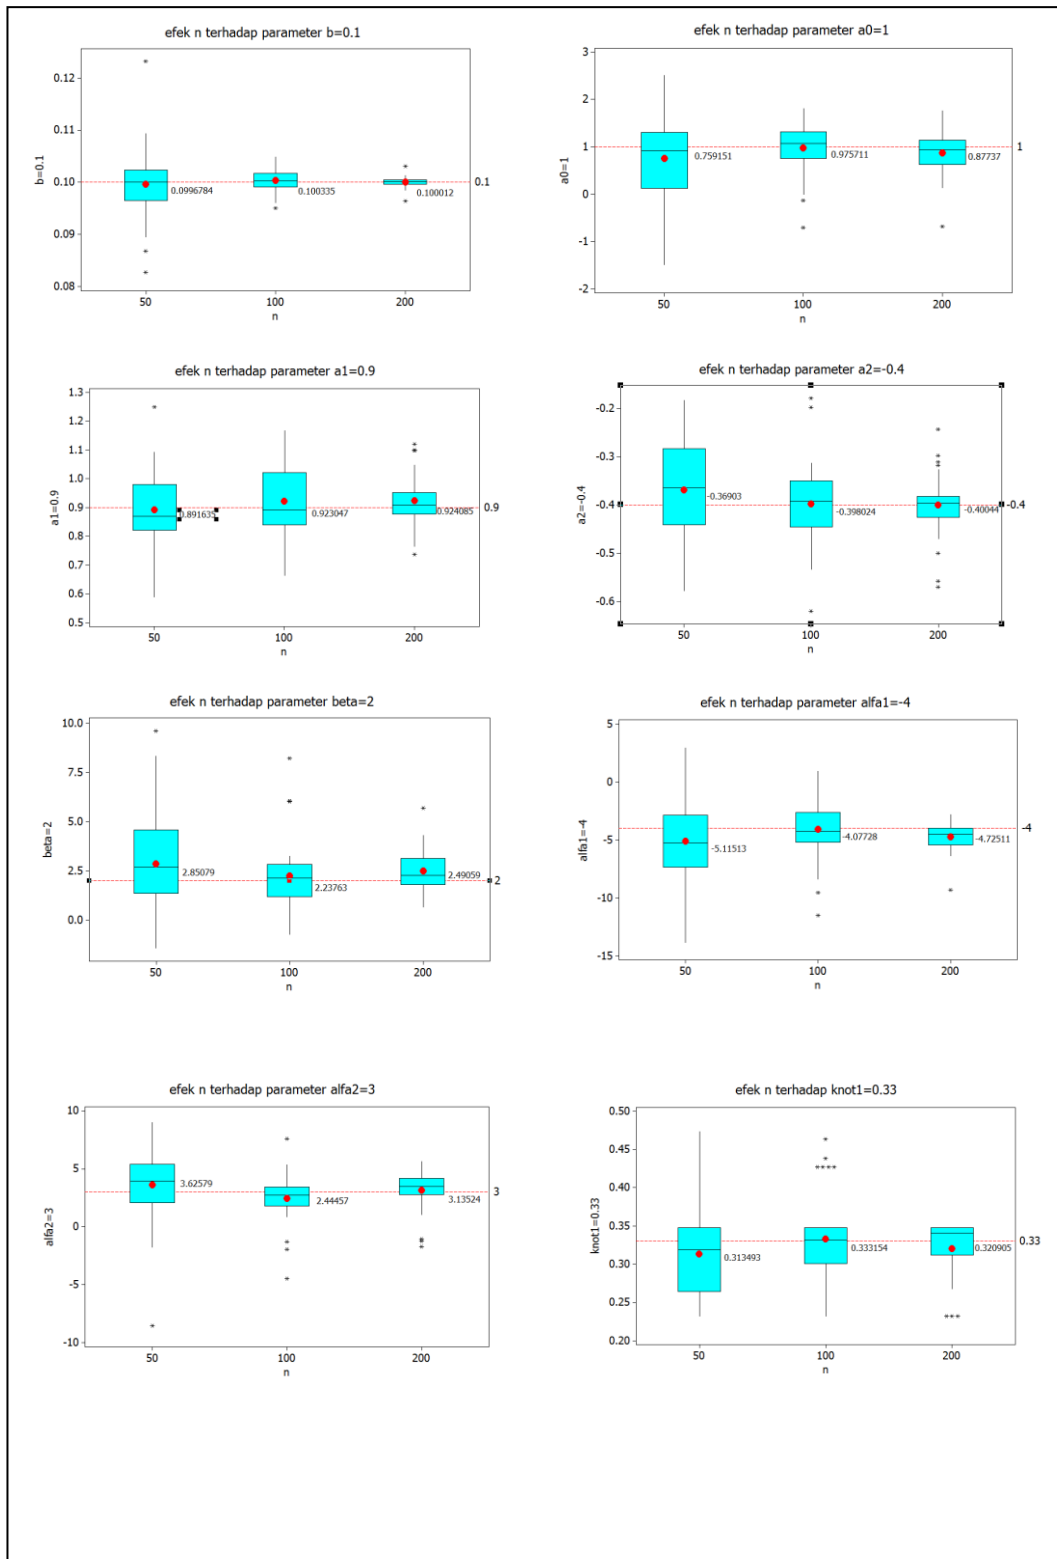 efek n terhadap parameter b=0.1
0.12
0.11
0.10
0.09
0.08
b=0.1
0.0996784
0.100335
0.100012
0.1
50 100 200
n
efek n terhadap parameter a0=1
3
2
1
0
-1
-2
a0=1
0.759151
0.975711
0.87737
1
50 100 200
n
efek n terhadap parameter a1=0.9
1.3
1.2
1.1
1.0
0.9
0.8
0.7
0.6
0.5
a1=0.9
0.891635
0.923047
0.924085
0.9
50 100 200
n
efek n terhadap parameter a2=-0.4
-0.2
-0.3
-0.4
-0.5
-0.6
a2=-0.4
-0.36903
-0.398024
-0.40044
-0.4
50 100 200
n
efek n terhadap parameter beta=2
10.0
7.5
5.0
2.5
0.0
beta=2
2.85079
2.23763
2.49059
2
50 100 200
n
efek n terhadap parameter alfa1=-4
5
0
-5
-10
-15
alfa1=-4
-5.11513
-4.07728
-4.72511
-4
50 100 200
n
efek n terhadap parameter alfa2=3
10
5
0
-5
-10
alfa2=3
3.62579
2.44457
3.13524
3
50 100 200
n
efek n terhadap knot1=0.33
0.50
0.45
0.40
0.35
0.30
0.25
0.20
knot1=0.33
0.313493
0.333154
0.320905
0.33
50 100 200
n